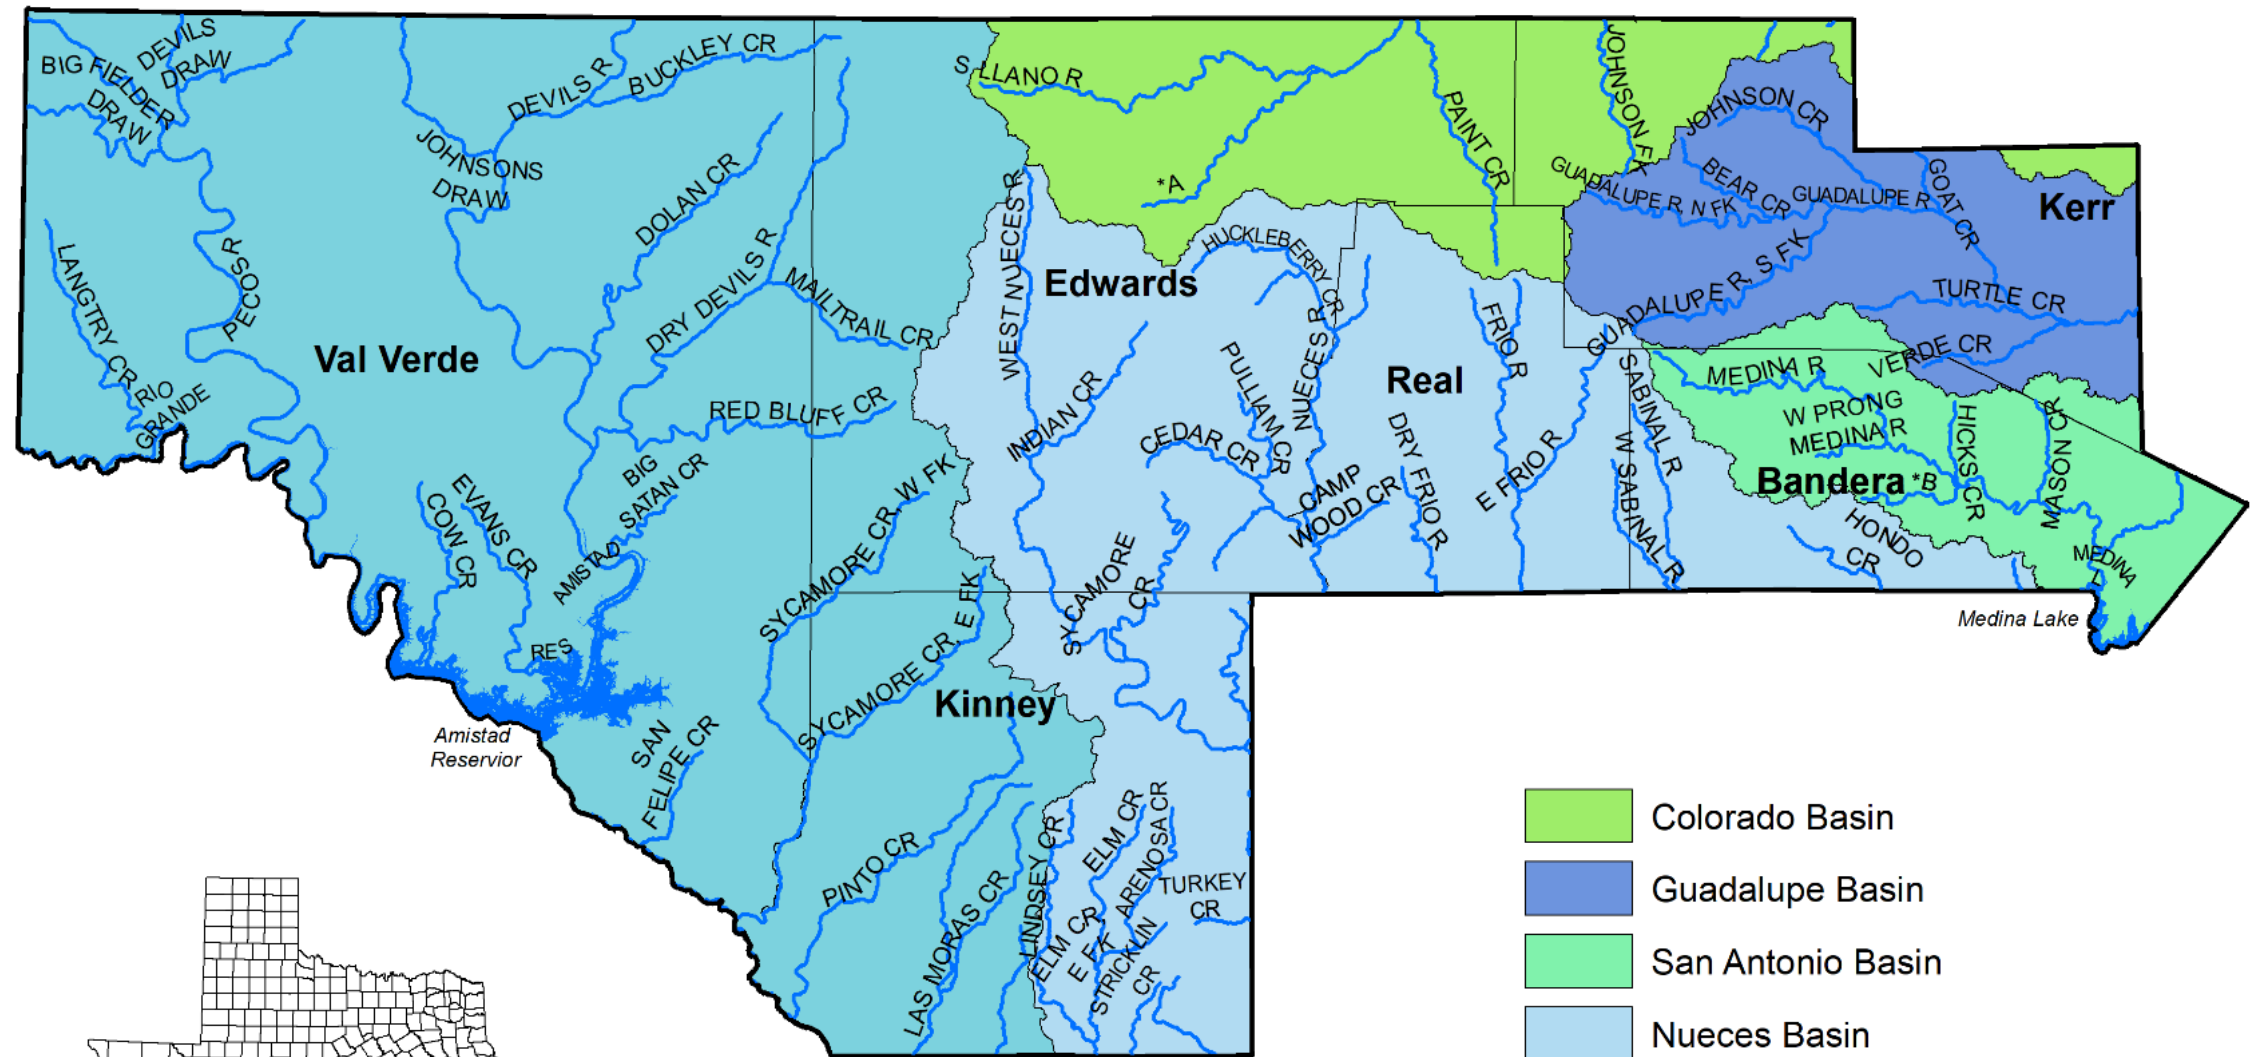 DEVILS
DRAW
BIG FIELDER
DRAW
DEVILS R
BUCKLEY CR
JOHNSONS
DRAW
DOLAN CR
DRY DEVILS R
MAILTRAIL CR
PECOS R
LANGTRY CR
RIO
GRANDE
Val Verde
RED BLUFF CR
BIG
SATAN CR
EVANS CR
COW CR
AMISTAD
RES
Amistad
Reservior
SAN
FELIPE CR
SYCAMORE CR, W FK
SYCAMORE CR, E FK
Kinney
PINTO CR
LAS MORAS CR
LINDSEY CR
ELM CR
ARENOSA CR
TURKEY
CR
ELM CR,
E FK
STRICKLIN
CR
S LLANO R
*A
PAINT CR
JOHNSON FK
WEST NUECES R
Edwards
HUCKLEBERRY CR
INDIAN CR
PULLIAM CR
NUECES R
CEDAR CR
CAMP
WOOD CR
SYCAMORE
CR
Real
FRIO R
DRY FRIO R
E FRIO R
SABINAL R
W SABINAL R
JOHNSON CR
BEAR CR
GUADALUPE R, N FK
GUADALUPE R
GOAT CR
Kerr
GUADALUPE R, S FK
TURTLE CR
VERDE CR
MEDINA R
W PRONG
MEDINA R
Bandera
*B
HICKS CR
MASON CR
HONDO
CR
MEDINA
L
Medina Lake
Colorado Basin
Guadalupe Basin
San Antonio Basin
Nueces Basin